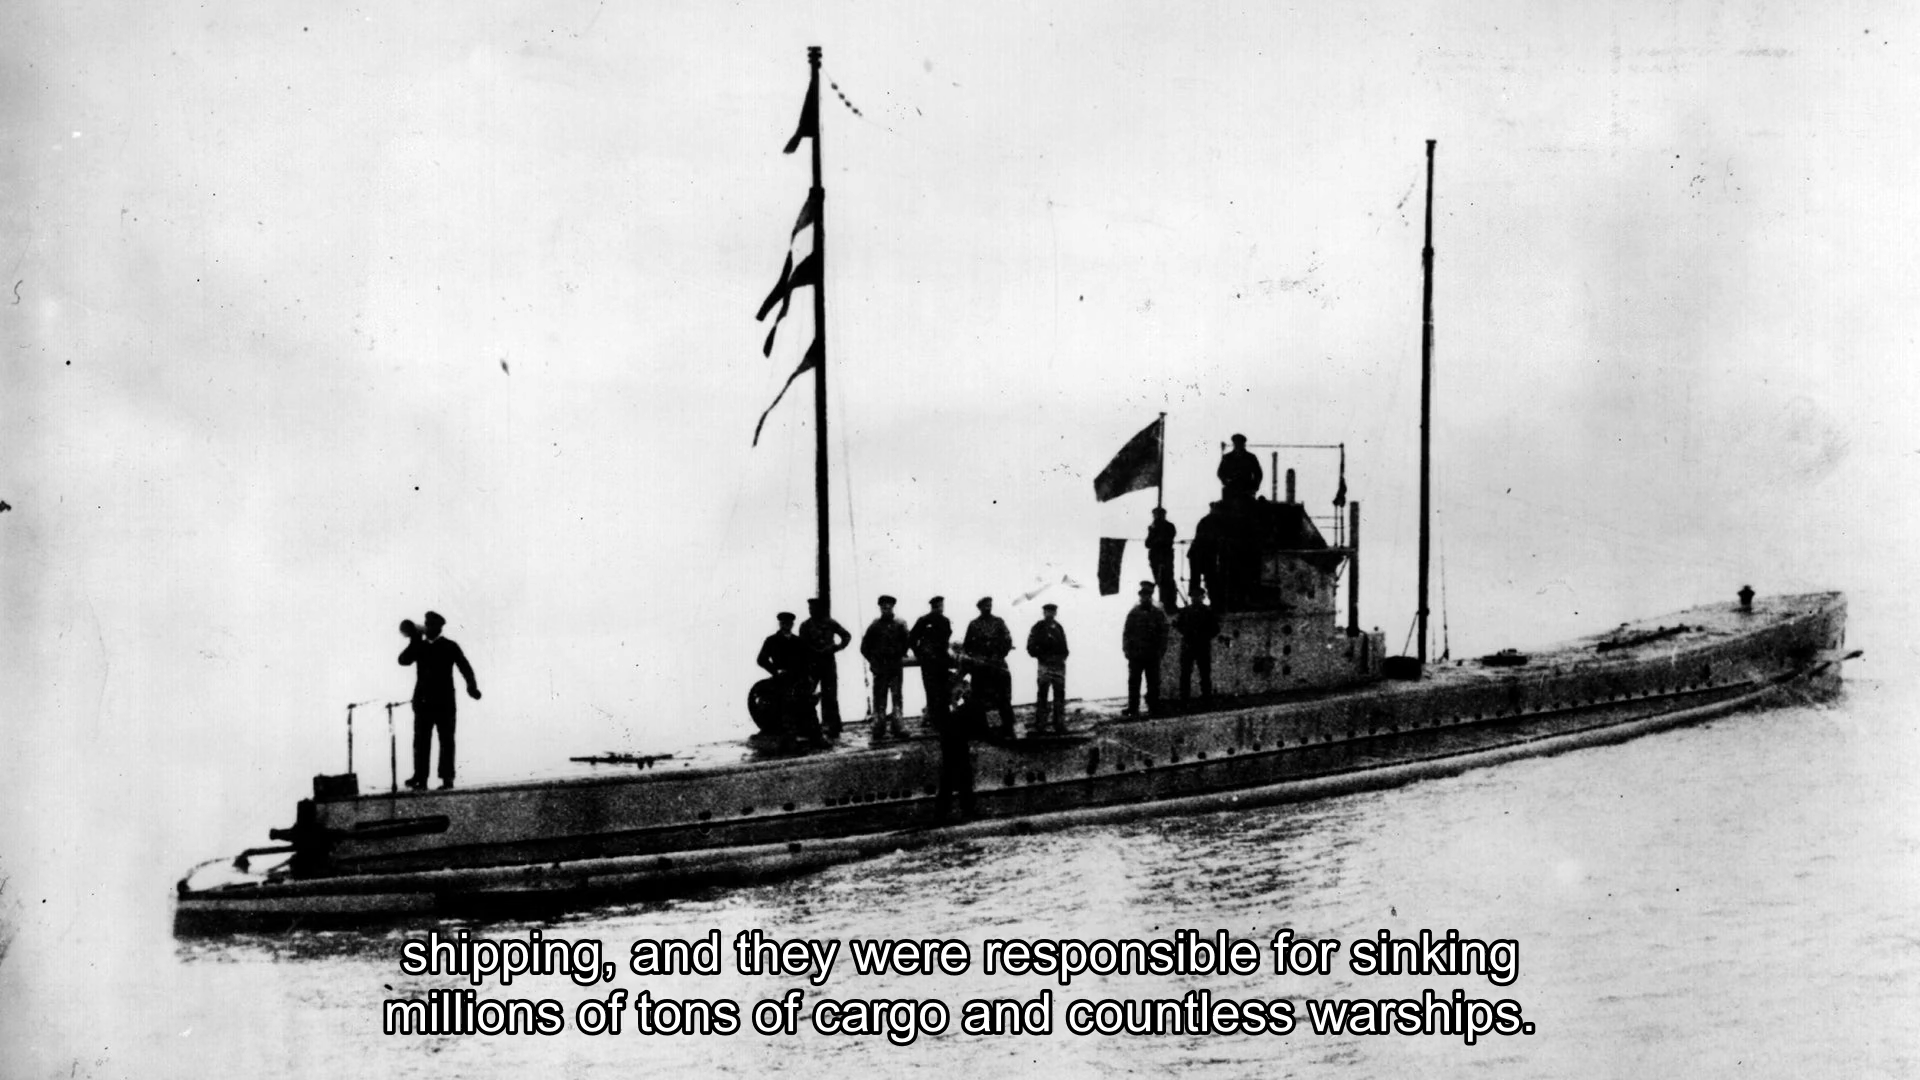 shipping, and they were responsible for sinking
millions of tons of cargo and countless warships.